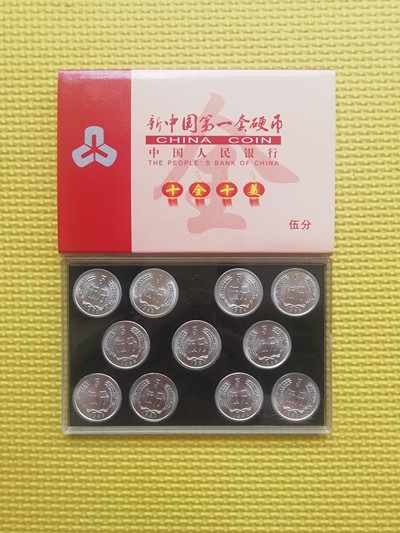 新中国第一套硬币
CHINA COIN
中国人民银行
THE PEOPLE'S BANK OF CHINA
十全十美
伍分